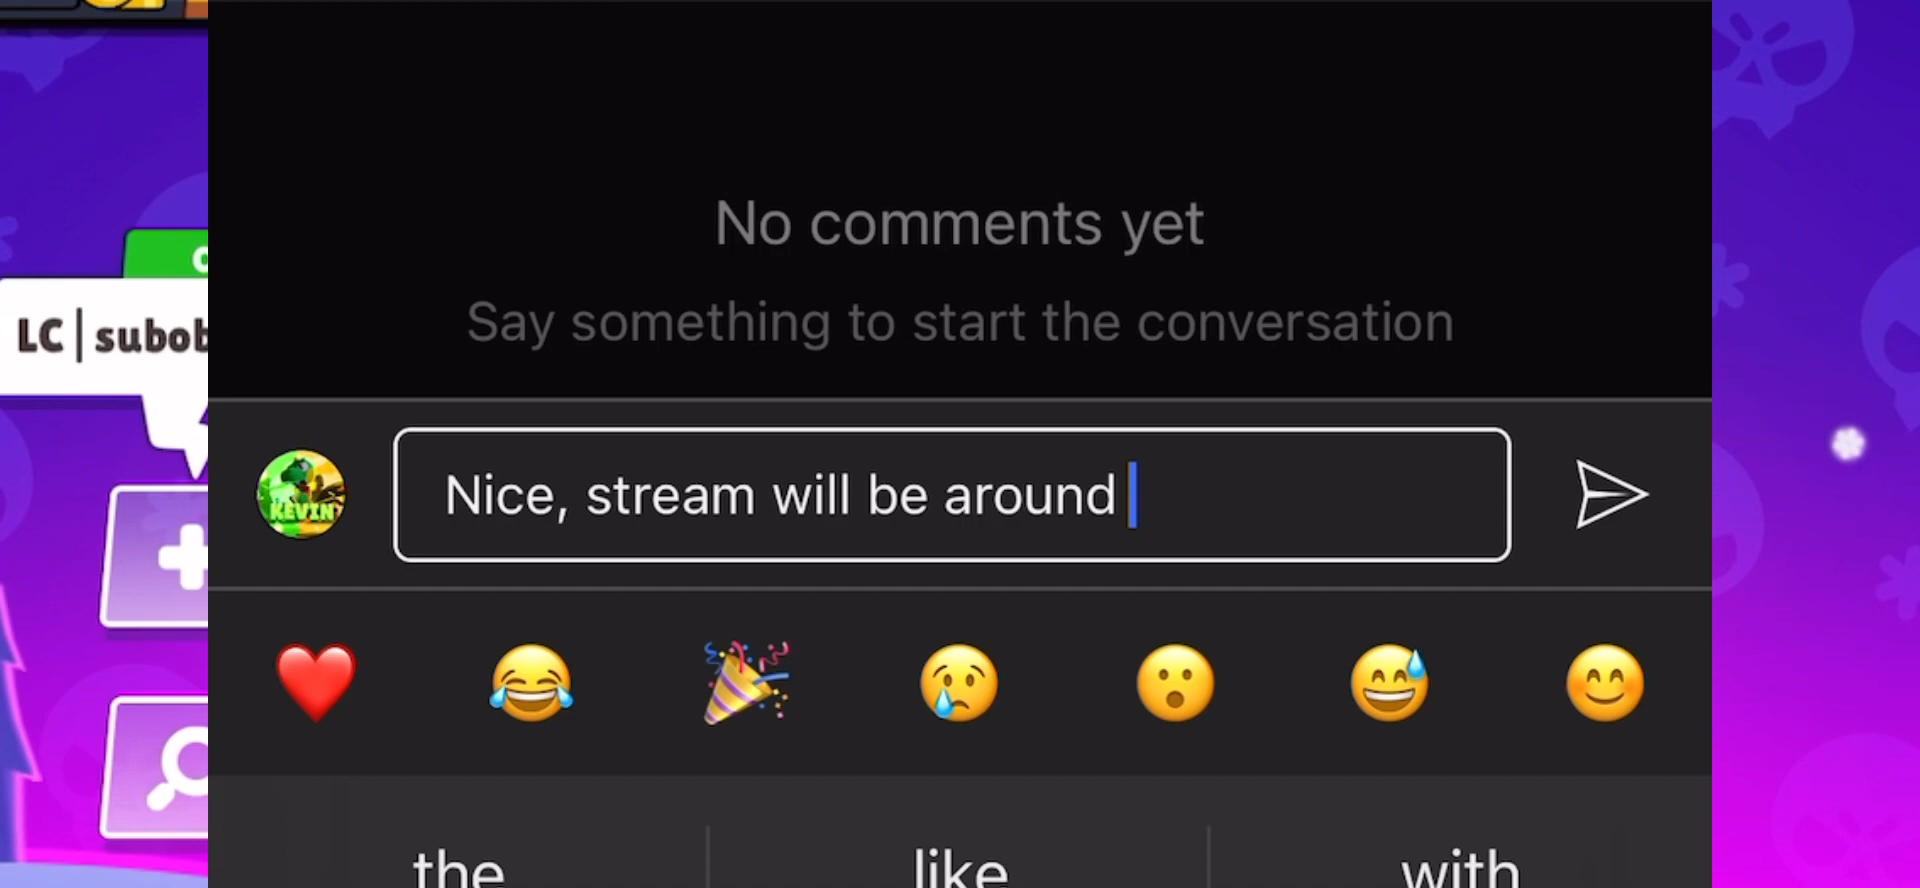 No comments yet
Say something to start the conversation
LC | subob
KEVIN
Nice, stream will be around
the
like
with